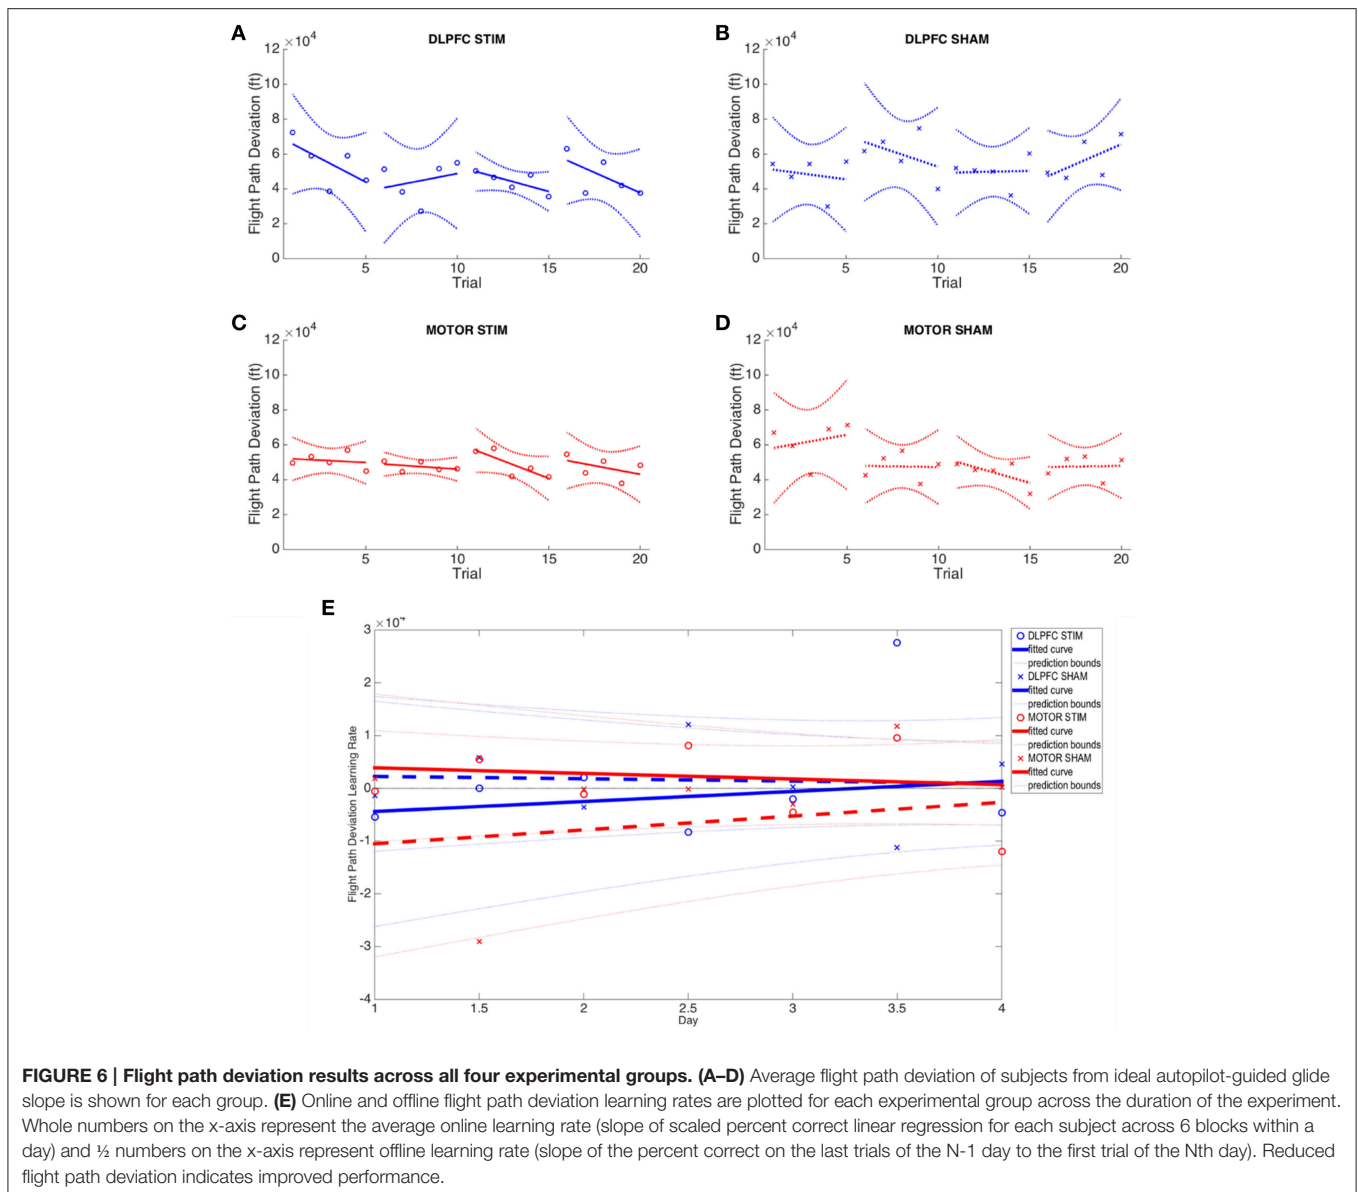 A
×10⁴
DLPFC STIM
12
10
8
6
4
2
0
Flight Path Deviation (ft)
5
10
15
20
Trial
B
×10⁴
DLPFC SHAM
12
10
8
6
4
2
0
Flight Path Deviation (ft)
5
10
15
20
Trial
C
×10⁴
MOTOR STIM
12
10
8
6
4
2
0
Flight Path Deviation (ft)
5
10
15
20
Trial
D
×10⁴
MOTOR SHAM
12
10
8
6
4
2
0
Flight Path Deviation (ft)
5
10
15
20
Trial
E
3
2
1
0
-1
-2
-3
-4
Flight Path Deviation Learning Rate
1
1.5
2
2.5
3
3.5
4
Day
DLPFC STIM
fitted curve
prediction bounds
DLPFC SHAM
fitted curve
prediction bounds
MOTOR STIM
fitted curve
prediction bounds
MOTOR SHAM
fitted curve
prediction bounds
FIGURE 6 | Flight path deviation results across all four experimental groups. (A–D) Average flight path deviation of subjects from ideal autopilot-guided glide
slope is shown for each group. (E) Online and offline flight path deviation learning rates are plotted for each experimental group across the duration of the experiment.
Whole numbers on the x-axis represent the average online learning rate (slope of scaled percent correct linear regression for each subject across 6 blocks within a
day) and ½ numbers on the x-axis represent offline learning rate (slope of the percent correct on the last trials of the N-1 day to the first trial of the Nth day). Reduced
flight path deviation indicates improved performance.